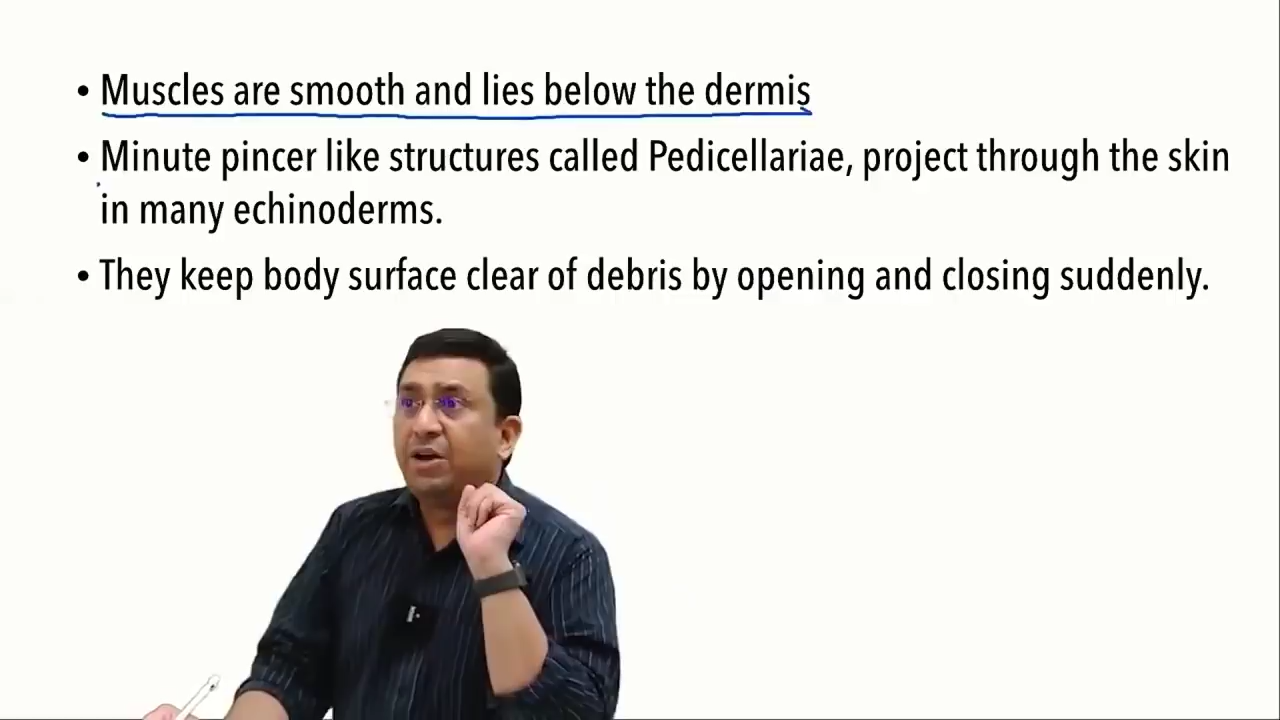 • Muscles are smooth and lies below the dermis
• Minute pincer like structures called Pedicellariae, project through the skin
in many echinoderms.
• They keep body surface clear of debris by opening and closing suddenly.